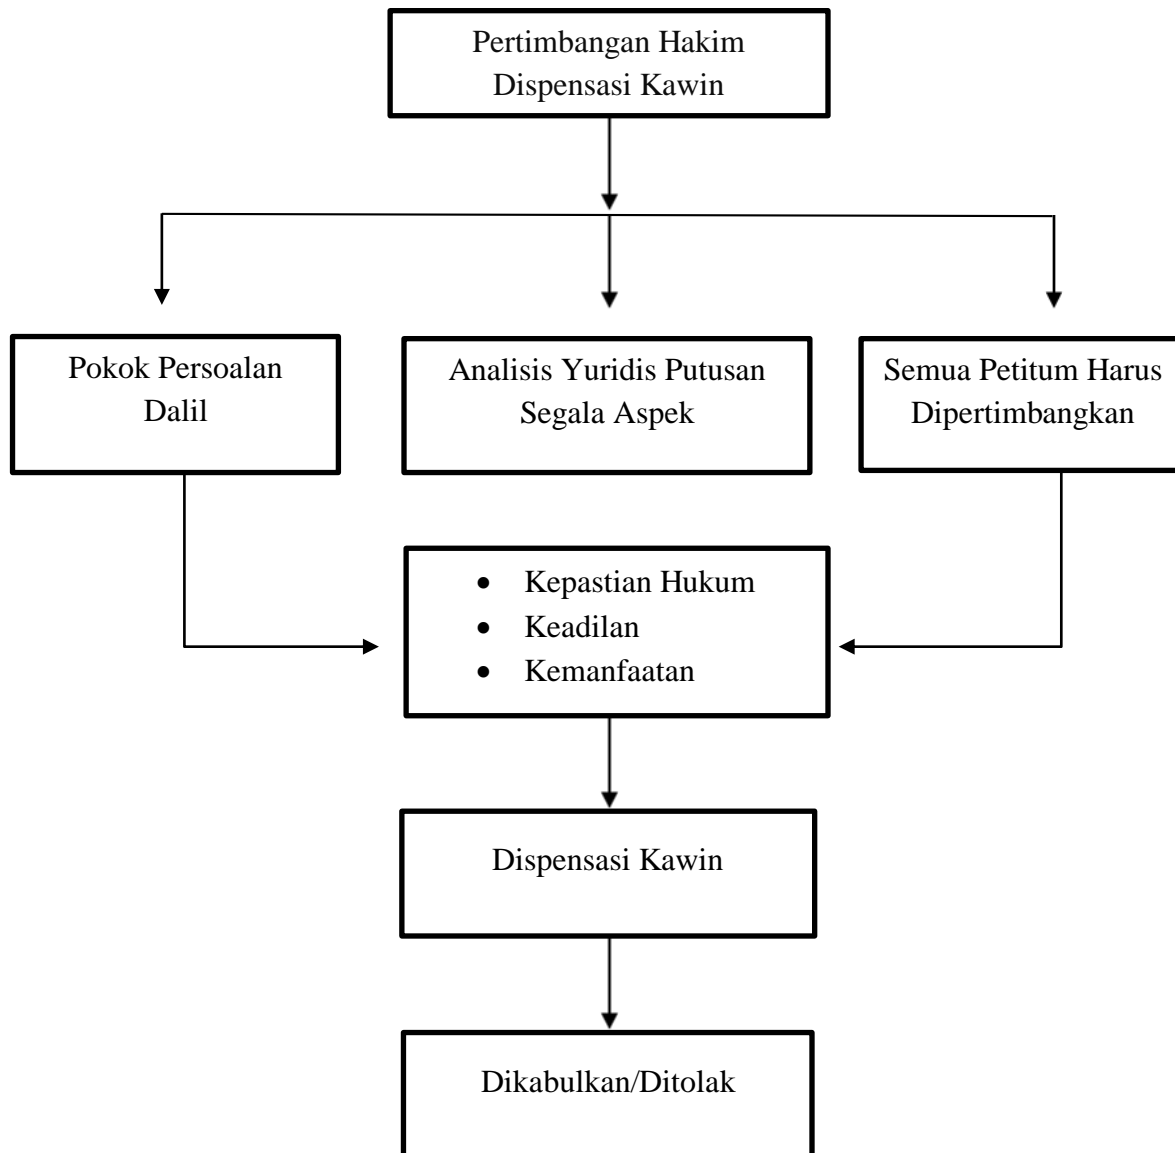 Pertimbangan Hakim
Dispensasi Kawin
Pokok Persoalan
Dalil
Analisis Yuridis Putusan
Segala Aspek
Semua Petitum Harus
Dipertimbangkan
• Kepastian Hukum
• Keadilan
• Kemanfaatan
Dispensasi Kawin
Dikabulkan/Ditolak